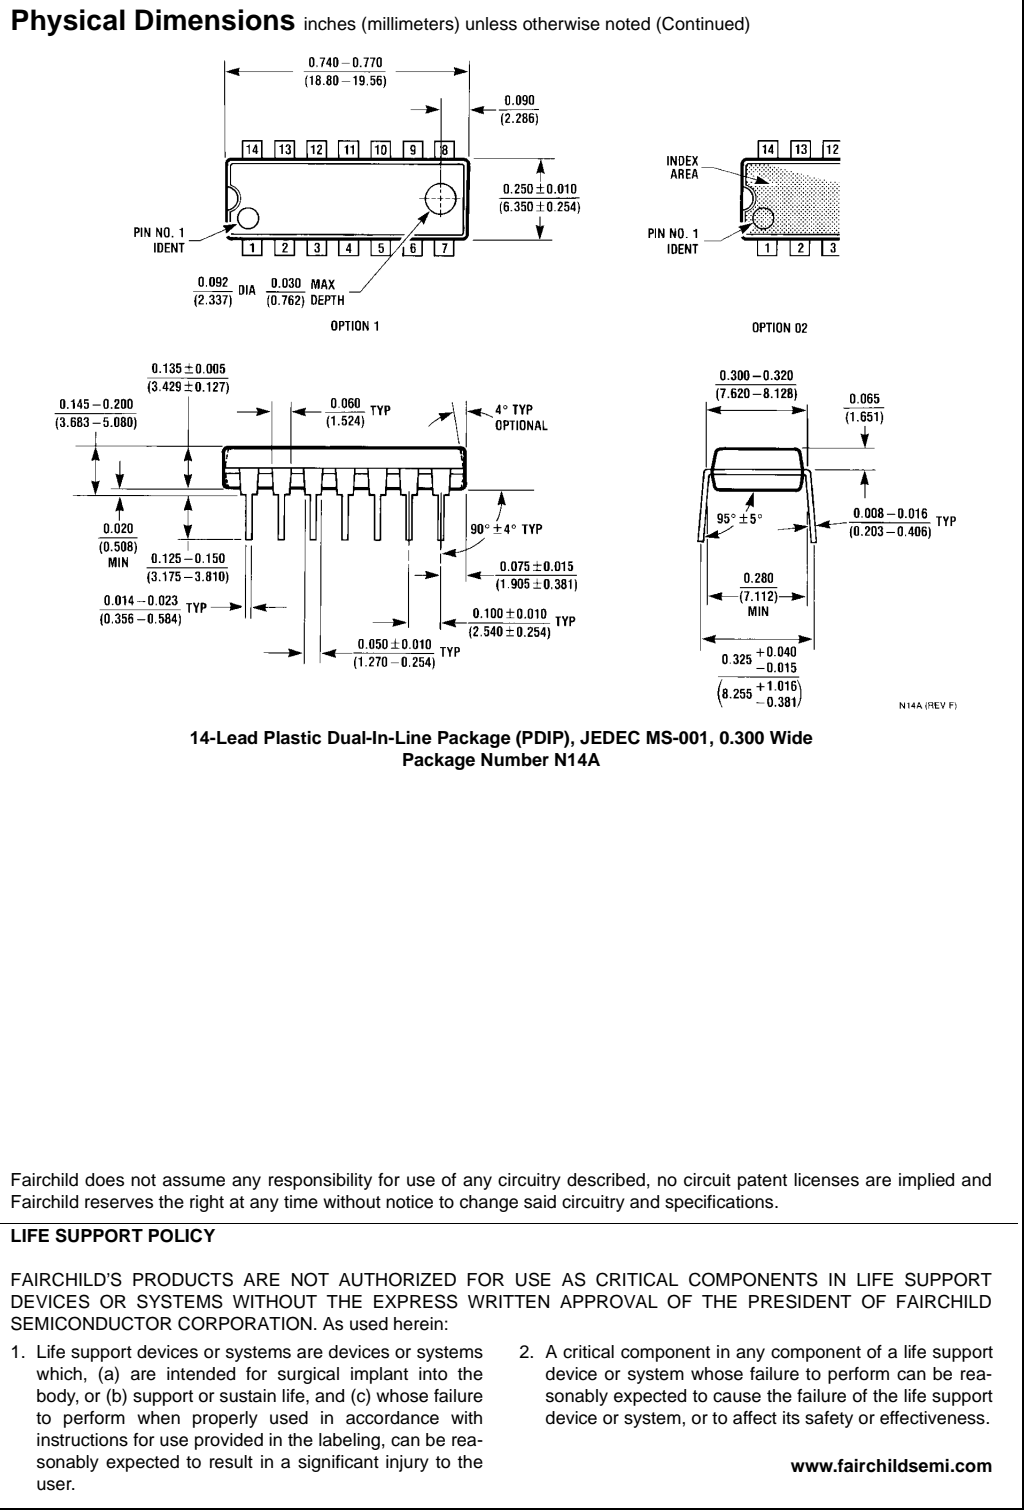 Physical Dimensions inches (millimeters) unless otherwise noted (Continued)
0.740 – 0.770
(18.80 – 19.56)
0.090
(2.286)
14 13 12 11 10 9 8
0.250 ± 0.010
(6.350 ± 0.254)
PIN NO. 1
IDENT
1 2 3 4 5 6 7
0.092
(2.337)
DIA
0.030
(0.762)
MAX
DEPTH
OPTION 1
INDEX
AREA
14 13 12
PIN NO. 1
IDENT
1 2 3
OPTION 02
0.135 ± 0.005
(3.429 ± 0.127)
0.145 – 0.200
(3.683 – 5.080)
0.060
(1.524)
TYP
4° TYP
OPTIONAL
0.020
(0.508)
MIN
0.125 – 0.150
(3.175 – 3.810)
90° ± 4° TYP
0.075 ± 0.015
(1.905 ± 0.381)
0.014 – 0.023
(0.356 – 0.584)
TYP
0.100 ± 0.010
(2.540 ± 0.254)
TYP
0.050 ± 0.010
(1.270 – 0.254)
TYP
0.300 – 0.320
(7.620 – 8.128)
0.065
(1.651)
95° ± 5°
0.008 – 0.016
(0.203 – 0.406)
TYP
0.280
(7.112)
MIN
0.325 +0.040
–0.015
(8.255 +1.016
–0.381)
N14A (REV F)
14-Lead Plastic Dual-In-Line Package (PDIP), JEDEC MS-001, 0.300 Wide
Package Number N14A
Fairchild does not assume any responsibility for use of any circuitry described, no circuit patent licenses are implied and
Fairchild reserves the right at any time without notice to change said circuitry and specifications.
LIFE SUPPORT POLICY
FAIRCHILD'S PRODUCTS ARE NOT AUTHORIZED FOR USE AS CRITICAL COMPONENTS IN LIFE SUPPORT
DEVICES OR SYSTEMS WITHOUT THE EXPRESS WRITTEN APPROVAL OF THE PRESIDENT OF FAIRCHILD
SEMICONDUCTOR CORPORATION. As used herein:
1. Life support devices or systems are devices or systems
which, (a) are intended for surgical implant into the
body, or (b) support or sustain life, and (c) whose failure
to perform when properly used in accordance with
instructions for use provided in the labeling, can be rea-
sonably expected to result in a significant injury to the
user.
2. A critical component in any component of a life support
device or system whose failure to perform can be rea-
sonably expected to cause the failure of the life support
device or system, or to affect its safety or effectiveness.
www.fairchildsemi.com